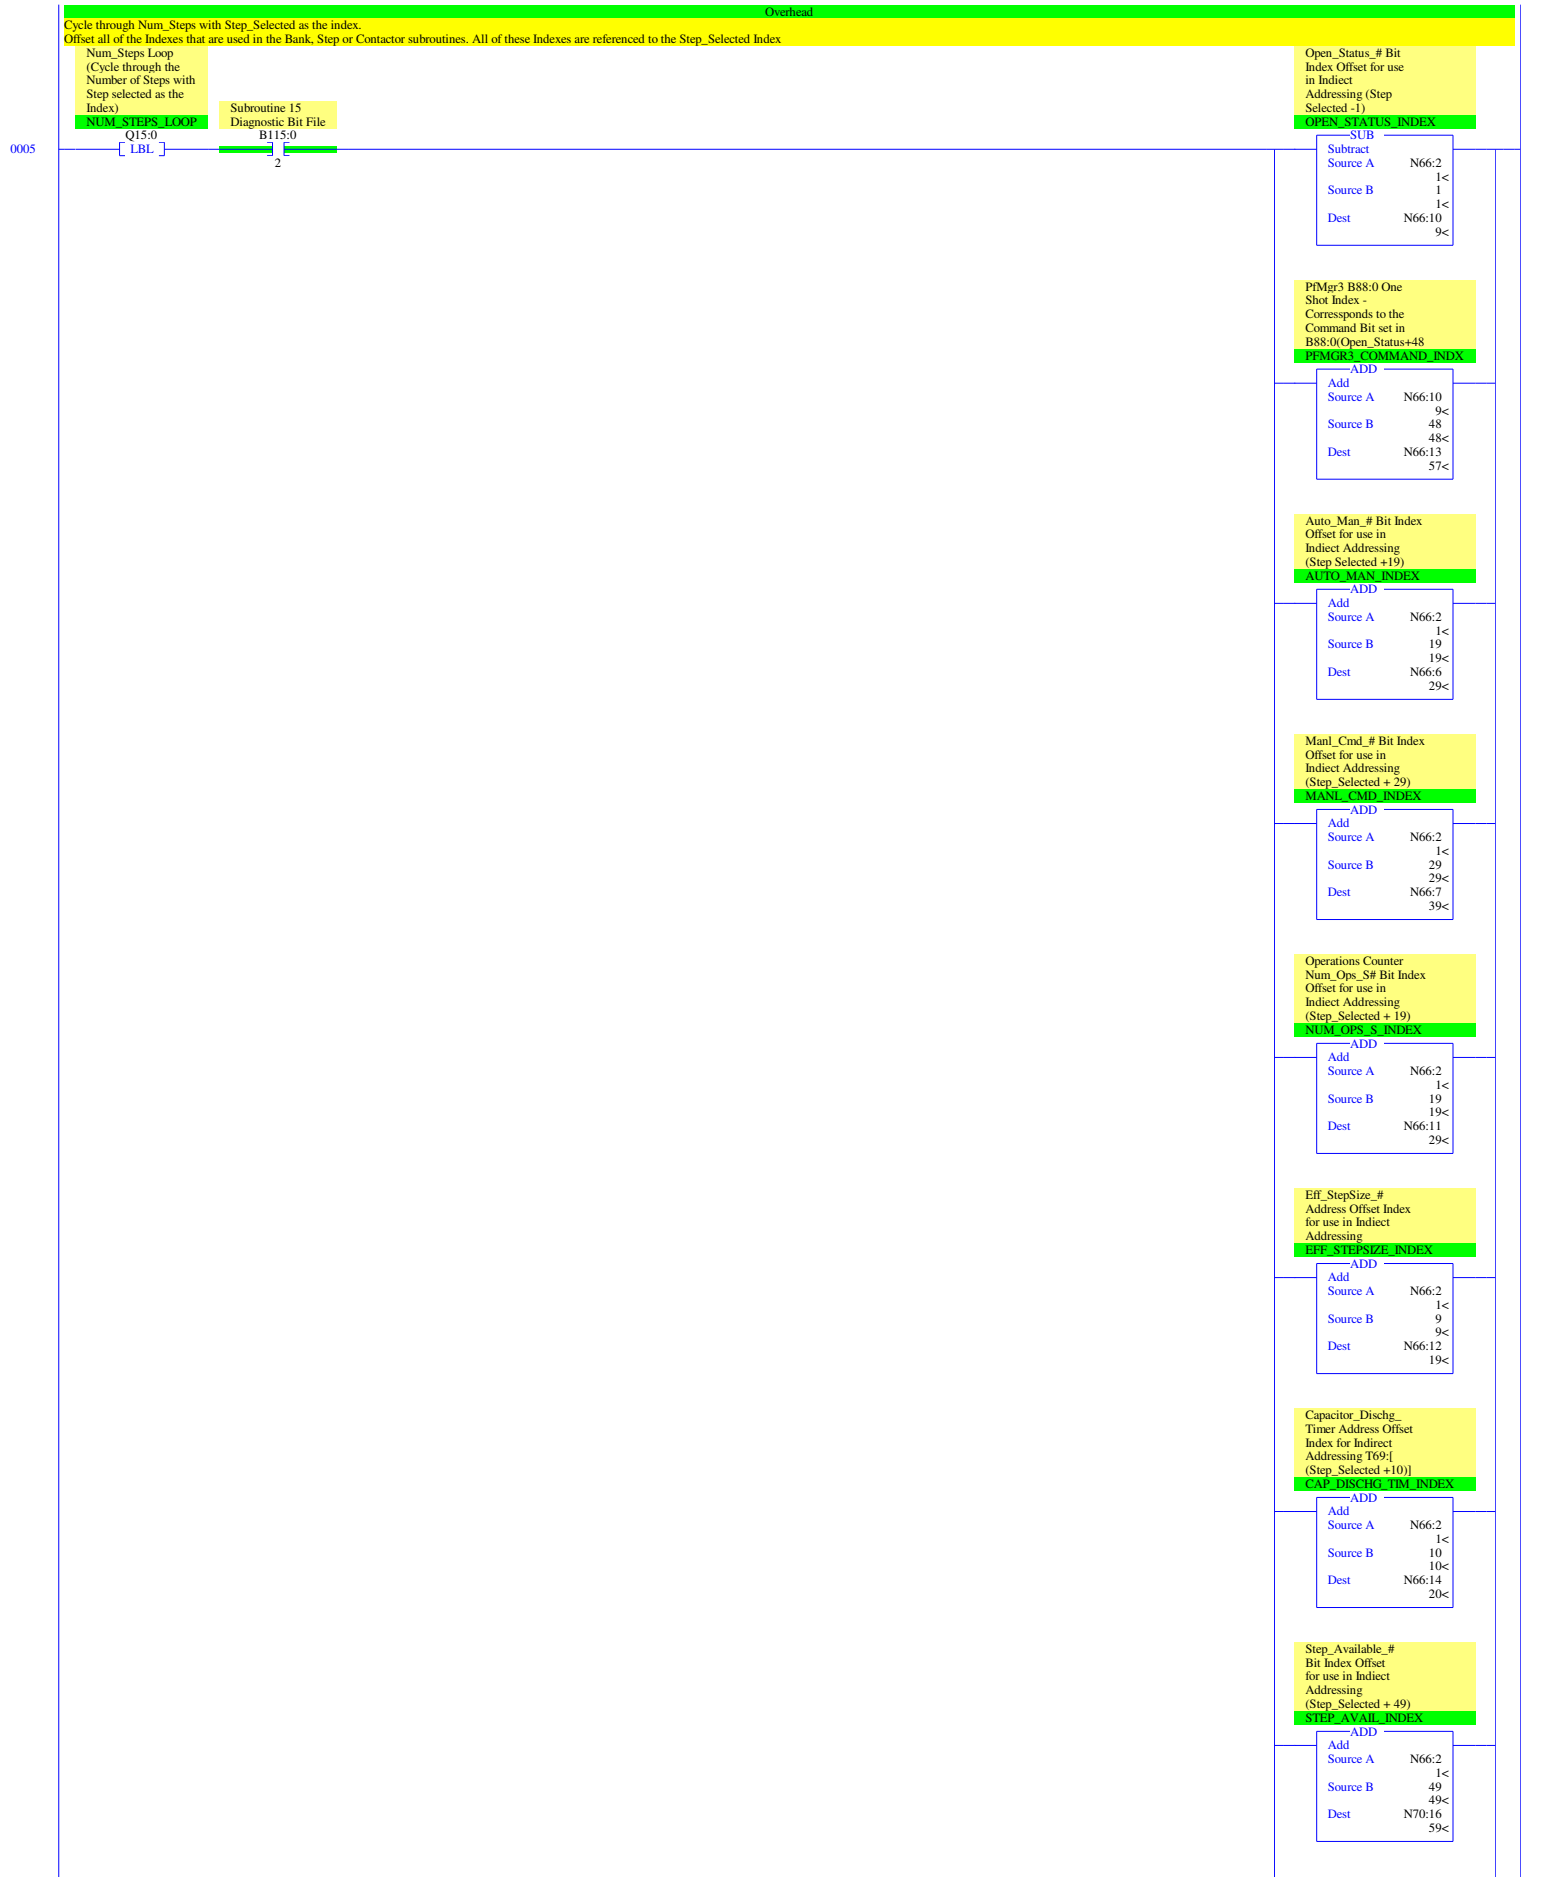 Overhead
Cycle through Num_Steps with Step_Selected as the index.
Offset all of the Indexes that are used in the Bank, Step or Contactor subroutines. All of these Indexes are referenced to the Step_Selected Index
Num_Steps Loop
(Cycle through the
Number of Steps with
Step selected as the
Index)
NUM_STEPS_LOOP
Q15:0
LBL
Subroutine 15
Diagnostic Bit File
B115:0
2
0005
Open_Status_# Bit
Index Offset for use
in Indiect
Addressing (Step
Selected -1)
OPEN_STATUS_INDEX
SUB
Subtract
Source A N66:2
1<
Source B 1
1<
Dest N66:10
9<
PfMgr3 B88:0 One
Shot Index -
Corressponds to the
Command Bit set in
B88:0(Open_Status+48
PFMGR3_COMMAND_INDX
ADD
Add
Source A N66:10
9<
Source B 48
48<
Dest N66:13
57<
Auto_Man_# Bit Index
Offset for use in
Indiect Addressing
(Step Selected +19)
AUTO_MAN_INDEX
ADD
Add
Source A N66:2
1<
Source B 19
19<
Dest N66:6
29<
Manl_Cmd_# Bit Index
Offset for use in
Indiect Addressing
(Step_Selected + 29)
MANL_CMD_INDEX
ADD
Add
Source A N66:2
1<
Source B 29
29<
Dest N66:7
39<
Operations Counter
Num_Ops_S# Bit Index
Offset for use in
Indiect Addressing
(Step_Selected + 19)
NUM_OPS_S_INDEX
ADD
Add
Source A N66:2
1<
Source B 19
19<
Dest N66:11
29<
Eff_StepSize_#
Address Offset Index
for use in Indiect
Addressing
EFF_STEPSIZE_INDEX
ADD
Add
Source A N66:2
1<
Source B 9
9<
Dest N66:12
19<
Capacitor_Dischg_
Timer Address Offset
Index for Indirect
Addressing T69:[
(Step_Selected +10)]
CAP_DISCHG_TIM_INDEX
ADD
Add
Source A N66:2
1<
Source B 10
10<
Dest N66:14
20<
Step_Available_#
Bit Index Offset
for use in Indiect
Addressing
(Step_Selected + 49)
STEP_AVAIL_INDEX
ADD
Add
Source A N66:2
1<
Source B 49
49<
Dest N70:16
59<